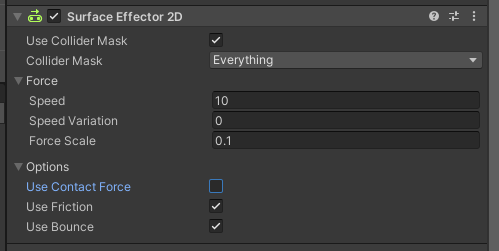 Surface Effector 2D
Use Collider Mask
Collider Mask Everything
Force
Speed 10
Speed Variation 0
Force Scale 0.1
Options
Use Contact Force
Use Friction
Use Bounce